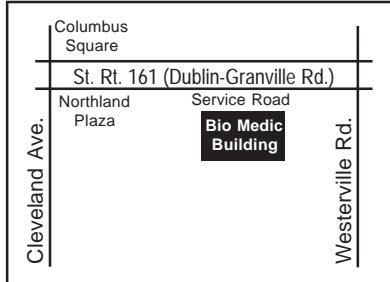 Columbus
Square
St. Rt. 161 (Dublin-Granville Rd.)
Northland
Plaza
Service Road
Bio Medic
Building
Cleveland Ave.
Westerville Rd.